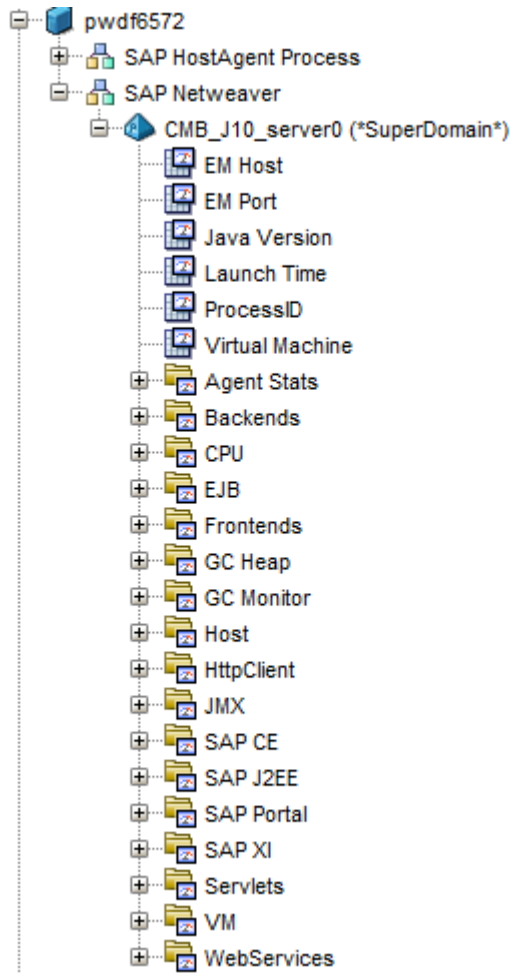 pwdf6572
SAP HostAgent Process
SAP Netweaver
CMB_J10_server0 (*SuperDomain*)
EM Host
EM Port
Java Version
Launch Time
ProcessID
Virtual Machine
Agent Stats
Backends
CPU
EJB
Frontends
GC Heap
GC Monitor
Host
HttpClient
JMX
SAP CE
SAP J2EE
SAP Portal
SAP XI
Servlets
VM
WebServices